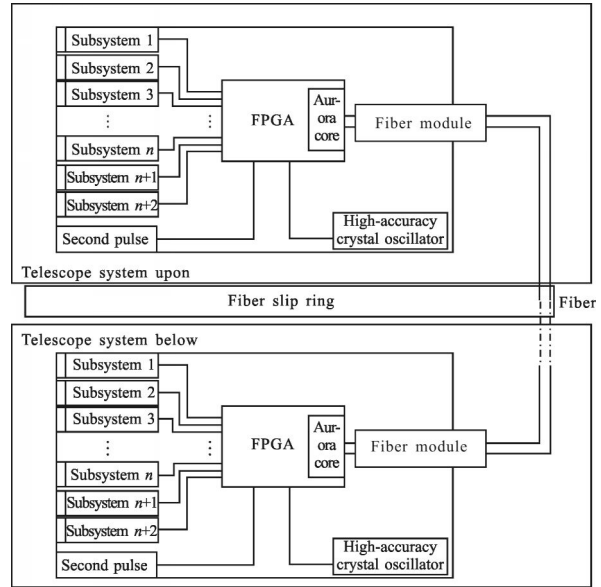 Subsystem 1
Subsystem 2
Subsystem 3
⋮
⋮
Subsystem n
Subsystem n+1
Subsystem n+2
FPGA
Aur-
ora
core
Fiber module
Second pulse
High-accuracy
crystal oscillator
Telescope system upon
Fiber slip ring
Fiber
Telescope system below
Subsystem 1
Subsystem 2
Subsystem 3
⋮
⋮
Subsystem n
Subsystem n+1
Subsystem n+2
FPGA
Aur-
ora
core
Fiber module
Second pulse
High-accuracy
crystal oscillator